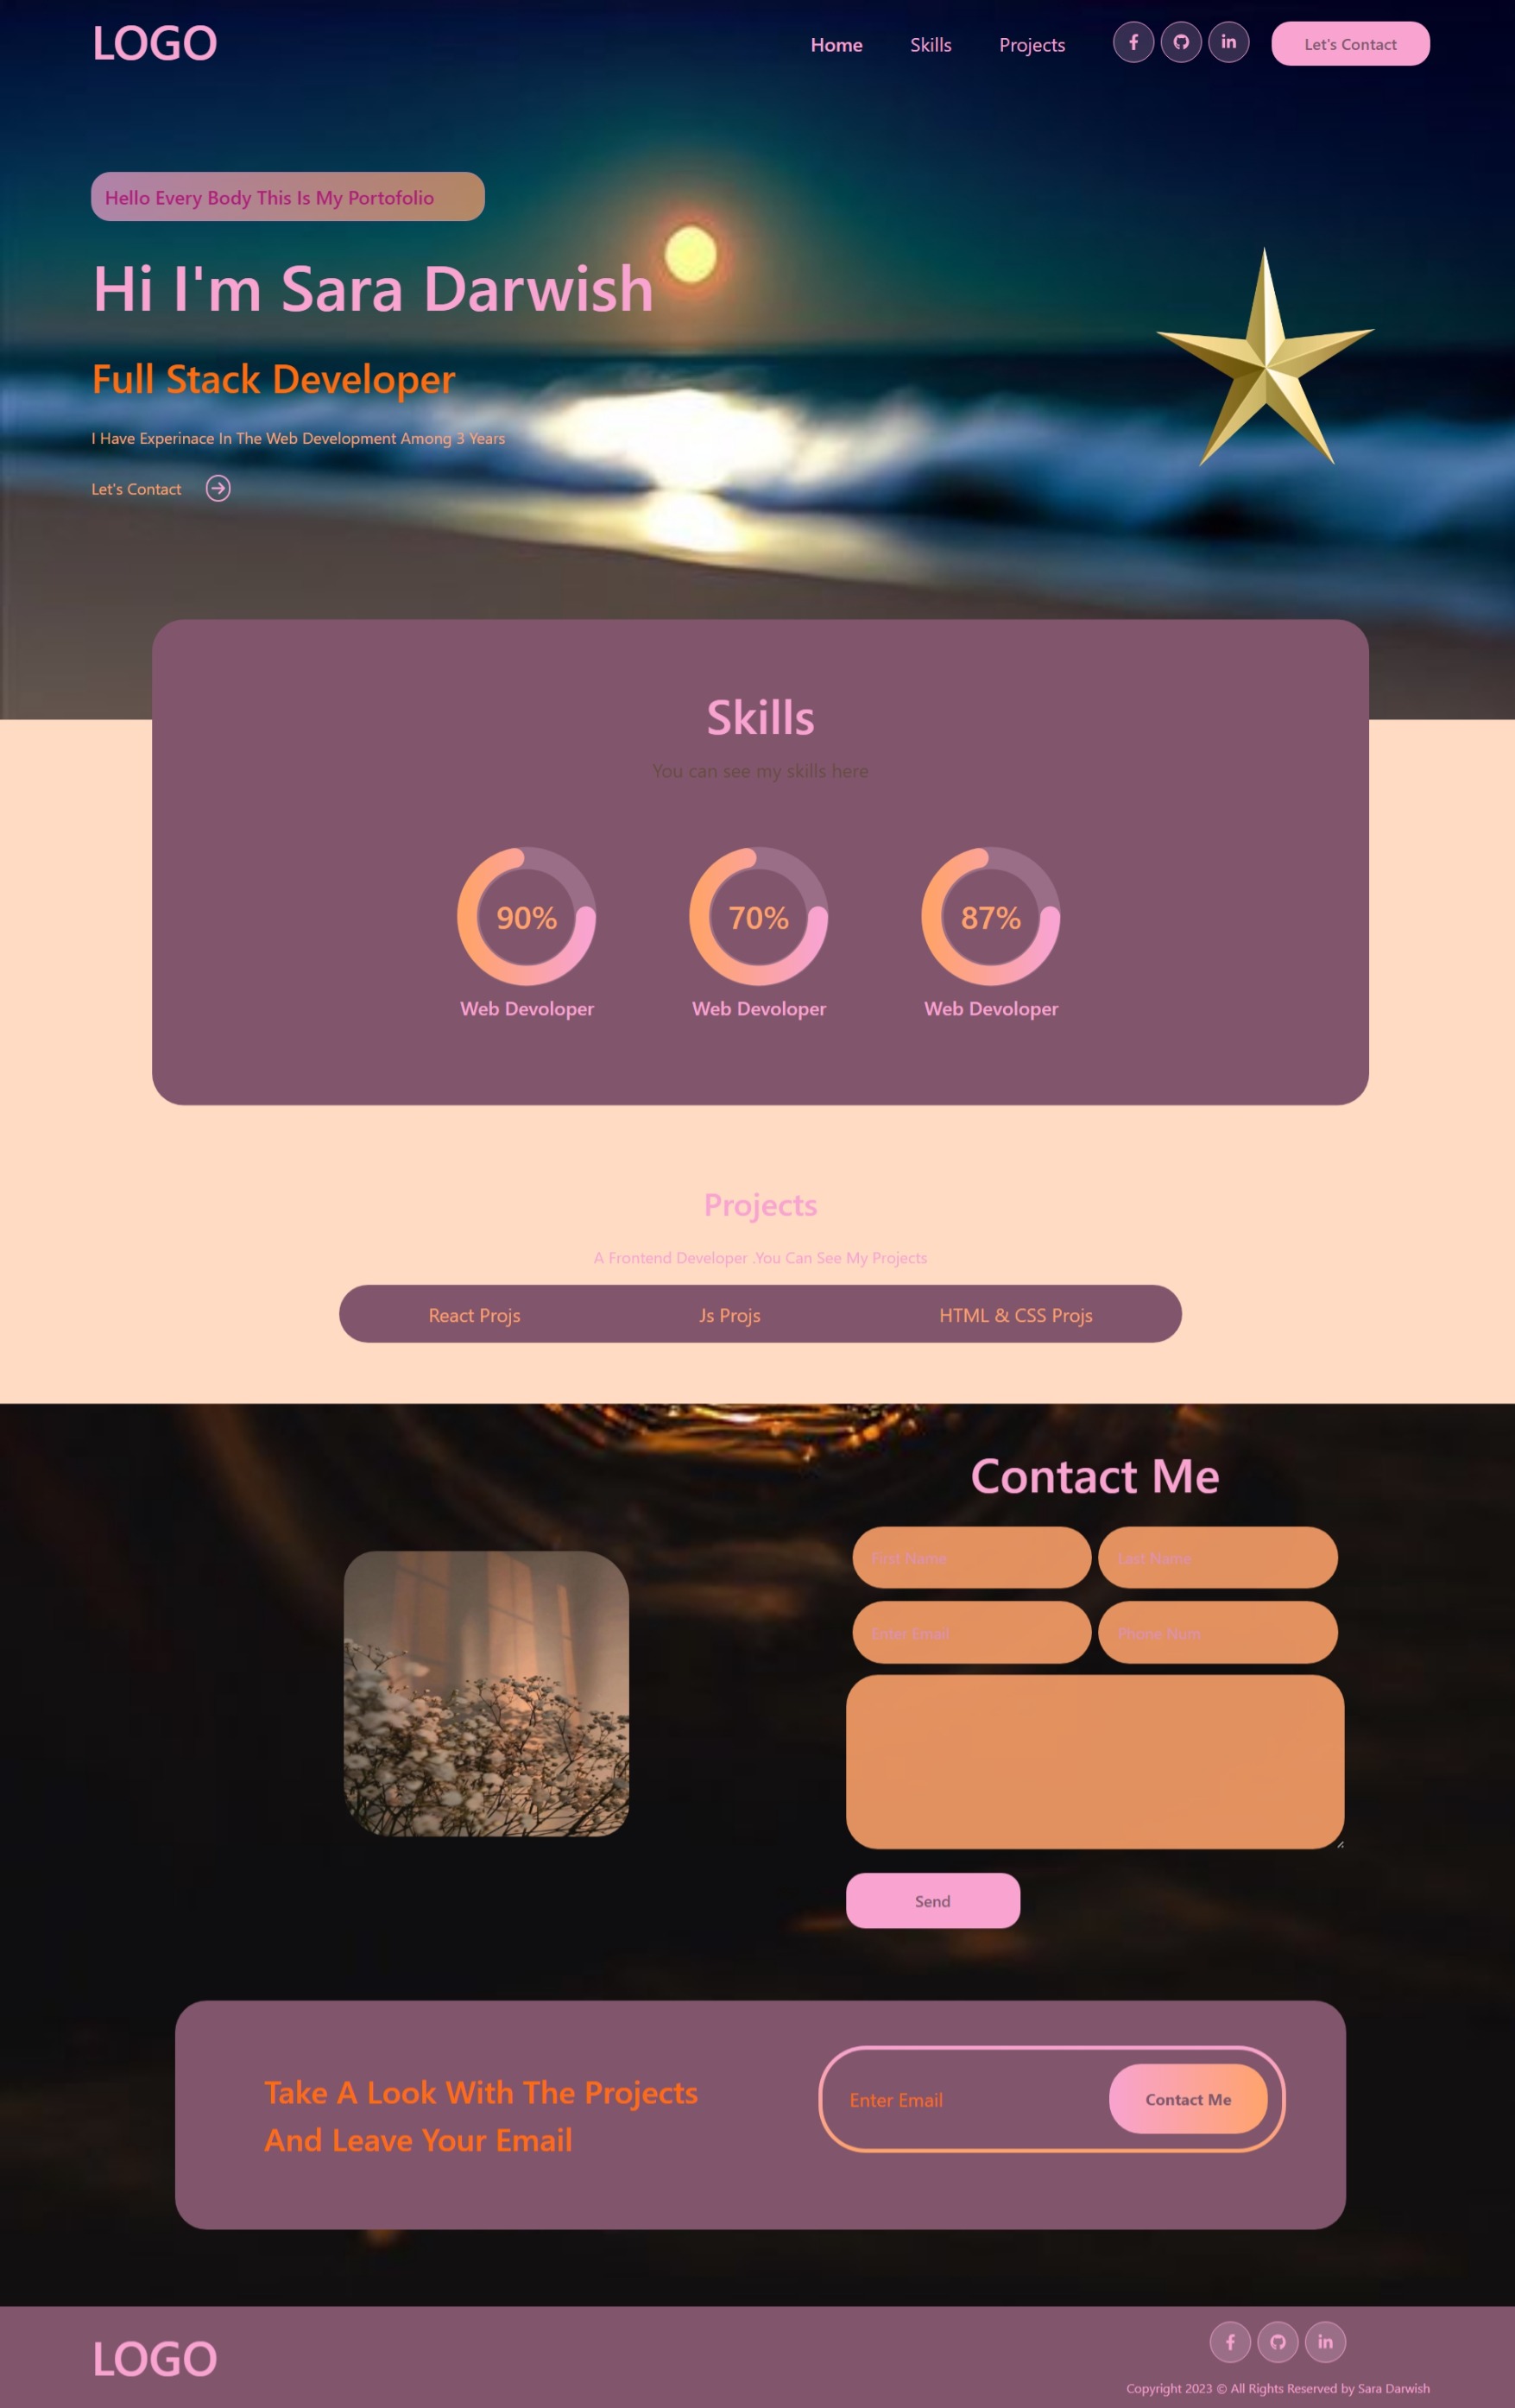 LOGO
Home
Skills
Projects
Let's Contact
Hello Every Body This Is My Portofolio
Hi I'm Sara Darwish
Full Stack Developer
I Have Experinace In The Web Development Among 3 Years
Let's Contact
Skills
You can see my skills here
90%
70%
87%
Web Devoloper
Web Devoloper
Web Devoloper
Projects
A Frontend Developer .You Can See My Projects
React Projs
Js Projs
HTML & CSS Projs
Contact Me
First Name
Last Name
Enter Email
Phone Num
Send
Take A Look With The Projects
And Leave Your Email
Enter Email
Contact Me
LOGO
Copyright 2023 © All Rights Reserved by Sara Darwish